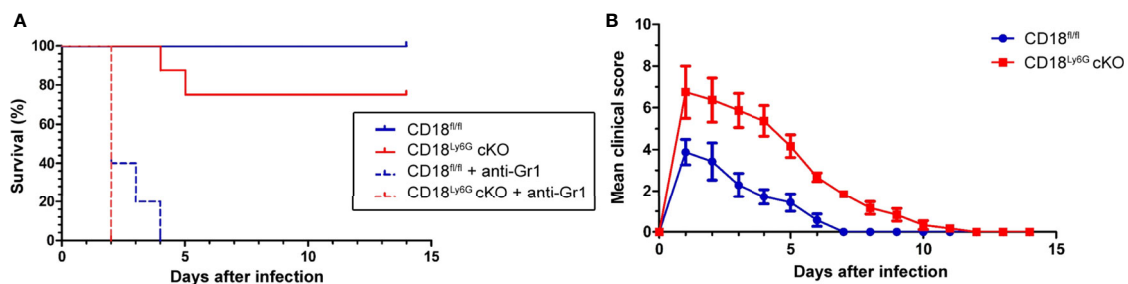 A
Survival (%)
100
80
60
40
20
0
0 5 10 15
Days after infection
CD18fl/fl
CD18Ly6G cKO
CD18fl/fl + anti-Gr1
CD18Ly6G cKO + anti-Gr1
B
Mean clinical score
10
8
6
4
2
0
0 5 10 15
Days after infection
CD18fl/fl
CD18Ly6G cKO